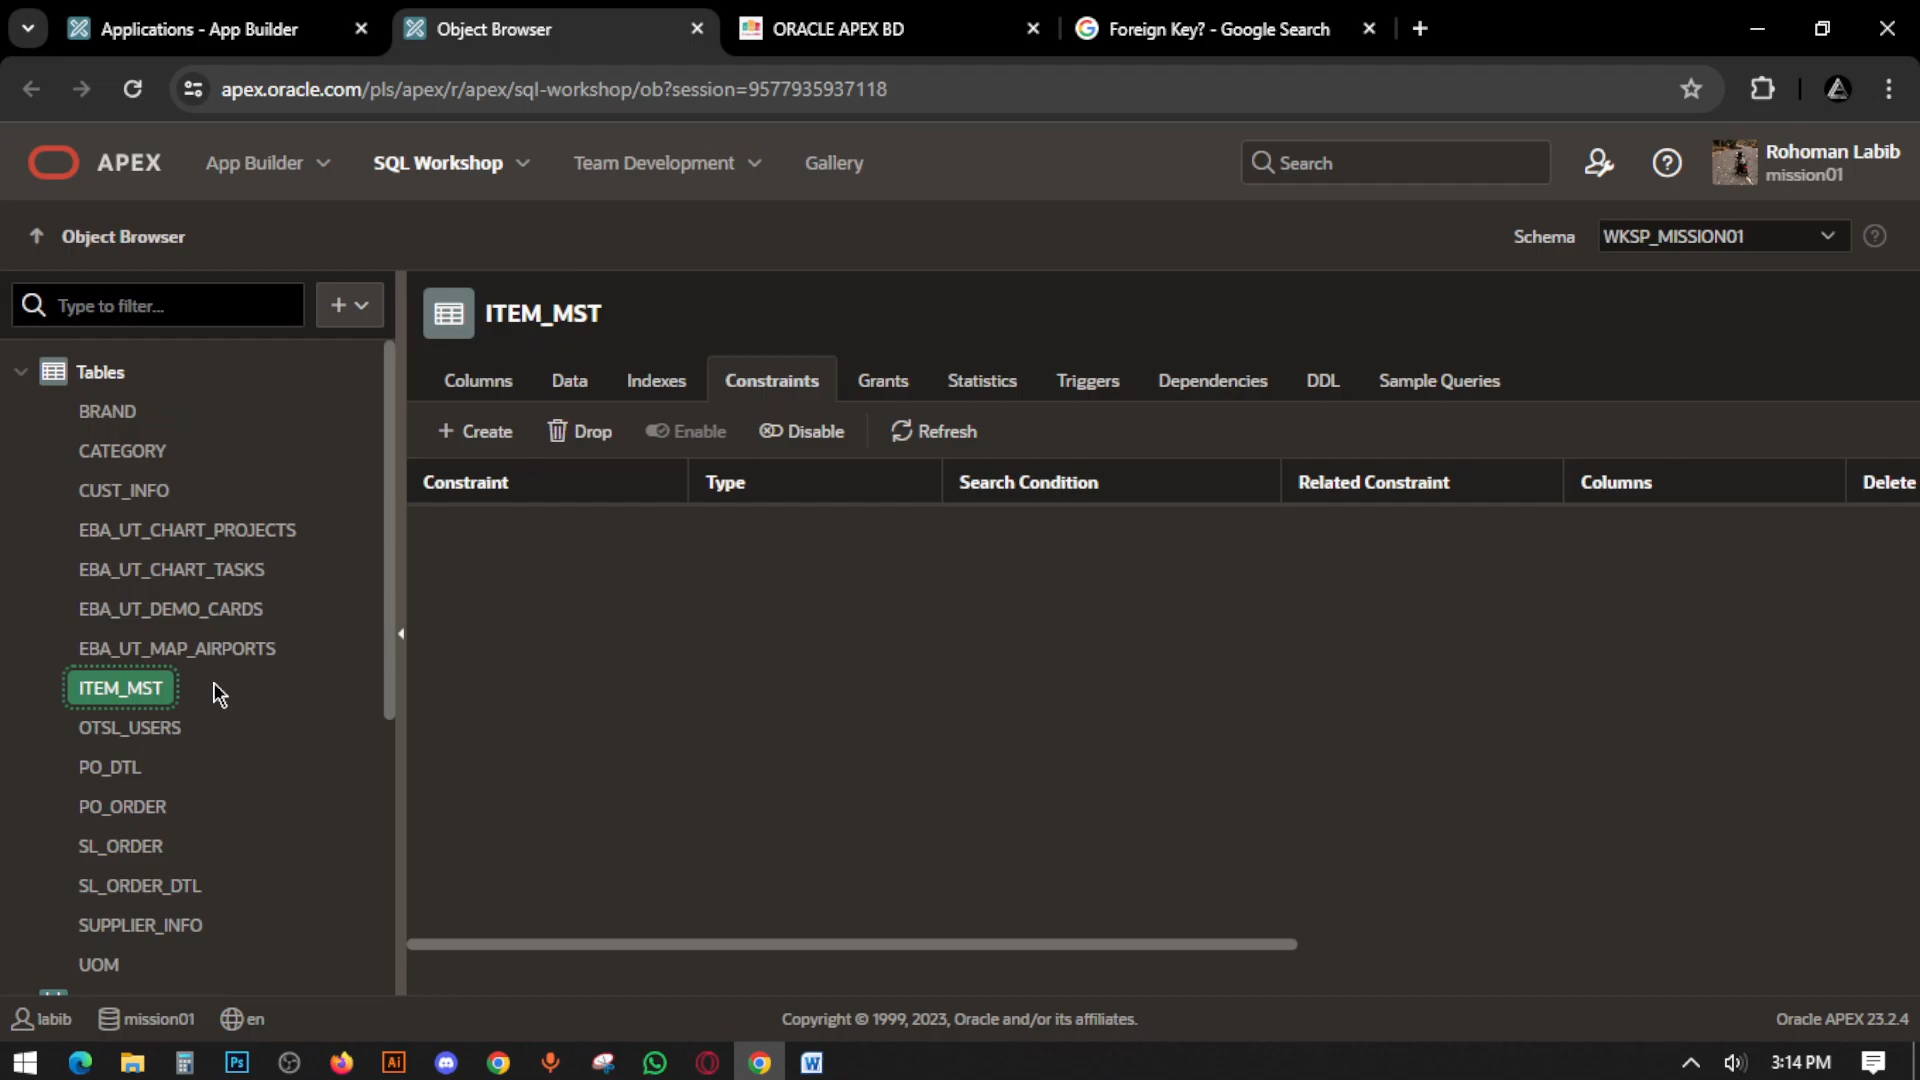 Applications - App Builder
Object Browser
ORACLE APEX BD
Foreign Key? - Google Search
apex.oracle.com/pls/apex/r/apex/sql-workshop/ob?session=9577935937118
APEX
App Builder
SQL Workshop
Team Development
Gallery
Search
Rohoman Labib
mission01
Object Browser
Schema
WKSP_MISSION01
Type to filter...
ITEM_MST
Tables
BRAND
CATEGORY
CUST_INFO
EBA_UT_CHART_PROJECTS
EBA_UT_CHART_TASKS
EBA_UT_DEMO_CARDS
EBA_UT_MAP_AIRPORTS
ITEM_MST
OTSL_USERS
PO_DTL
PO_ORDER
SL_ORDER
SL_ORDER_DTL
SUPPLIER_INFO
UOM
Columns
Data
Indexes
Constraints
Grants
Statistics
Triggers
Dependencies
DDL
Sample Queries
Create
Drop
Enable
Disable
Refresh
Constraint
Type
Search Condition
Related Constraint
Columns
Delete
labib
mission01
en
Copyright © 1999, 2023, Oracle and/or its affiliates.
Oracle APEX 23.2.4
Ps
Ai
W
3:14 PM